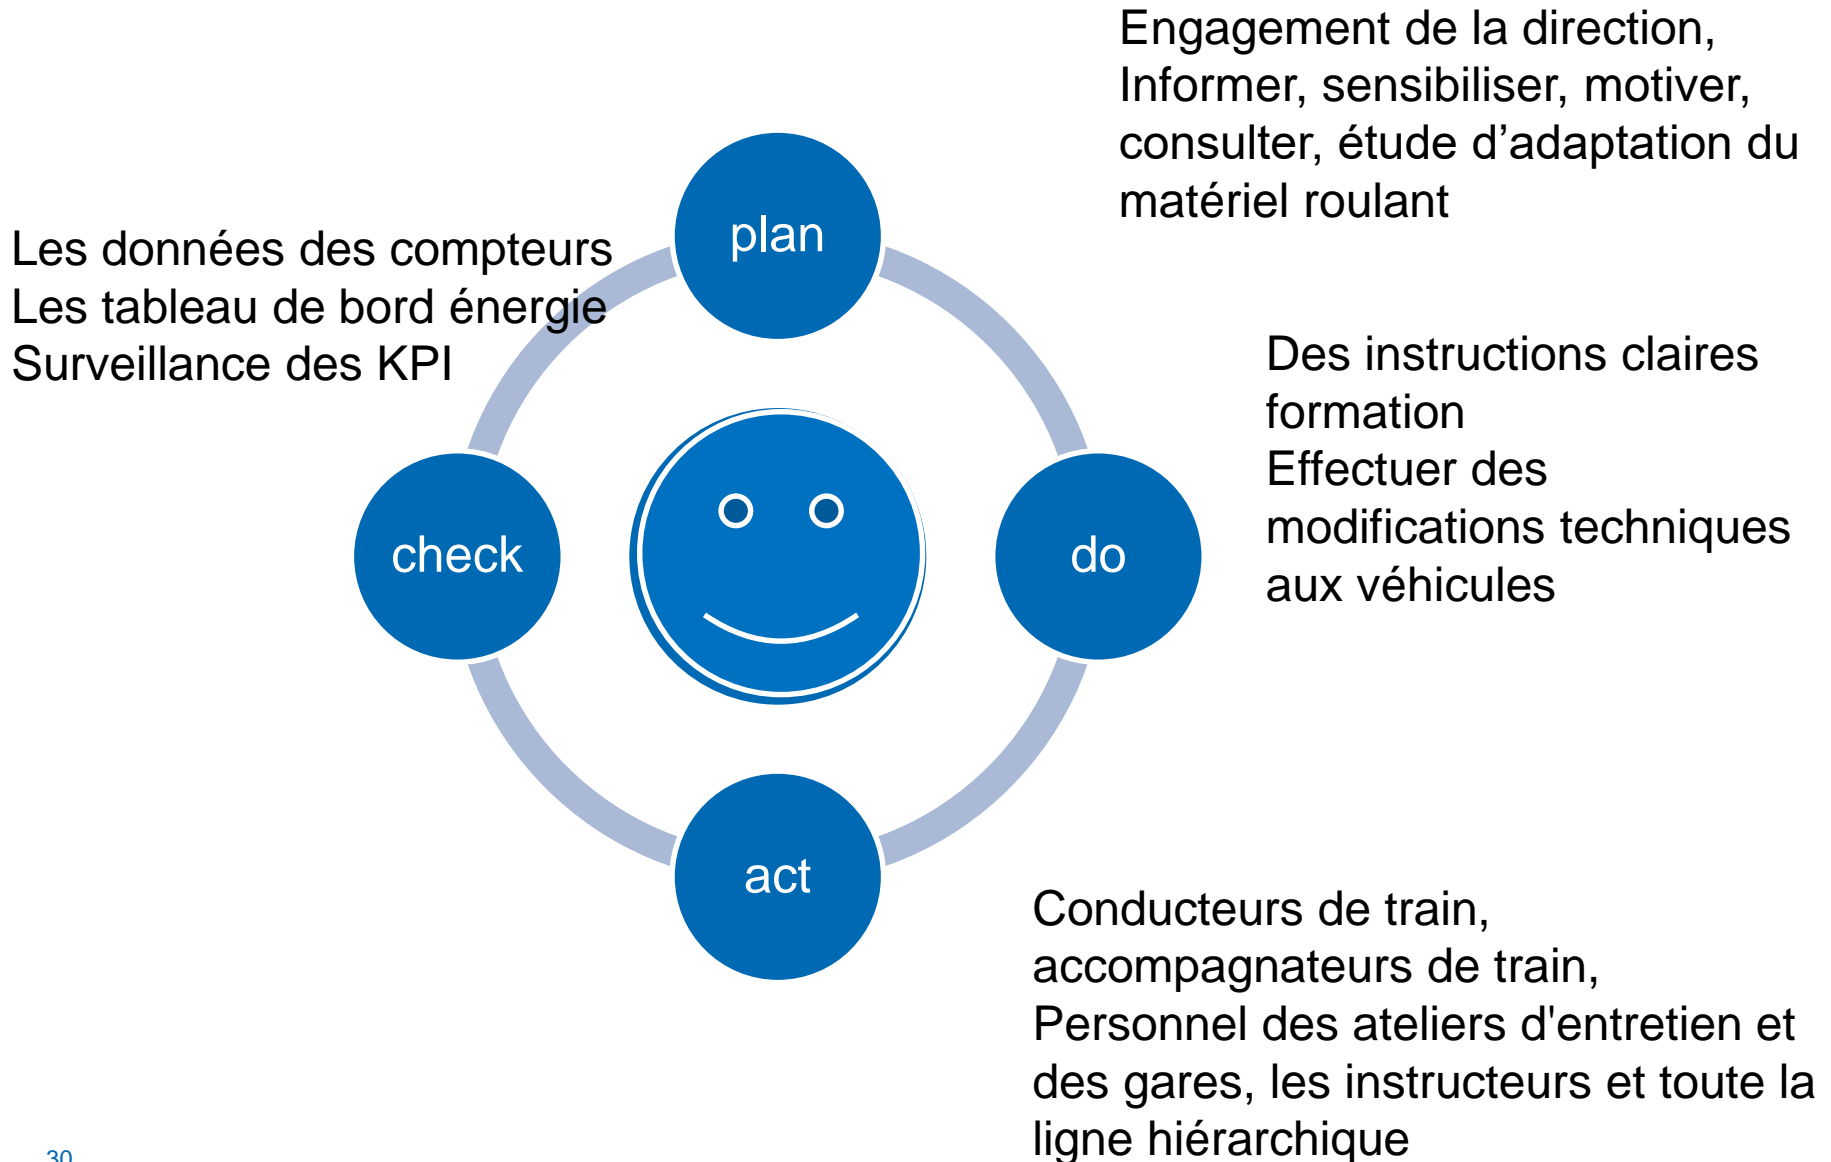 Engagement de la direction,
Informer, sensibiliser, motiver,
consulter, étude d’adaptation du
matériel roulant
plan
Les données des compteurs
Les tableau de bord énergie
Surveillance des KPI
Des instructions claires
formation
Effectuer des
modifications techniques
aux véhicules
check
do
act
Conducteurs de train,
accompagnateurs de train,
Personnel des ateliers d'entretien et
des gares, les instructeurs et toute la
ligne hiérarchique
30